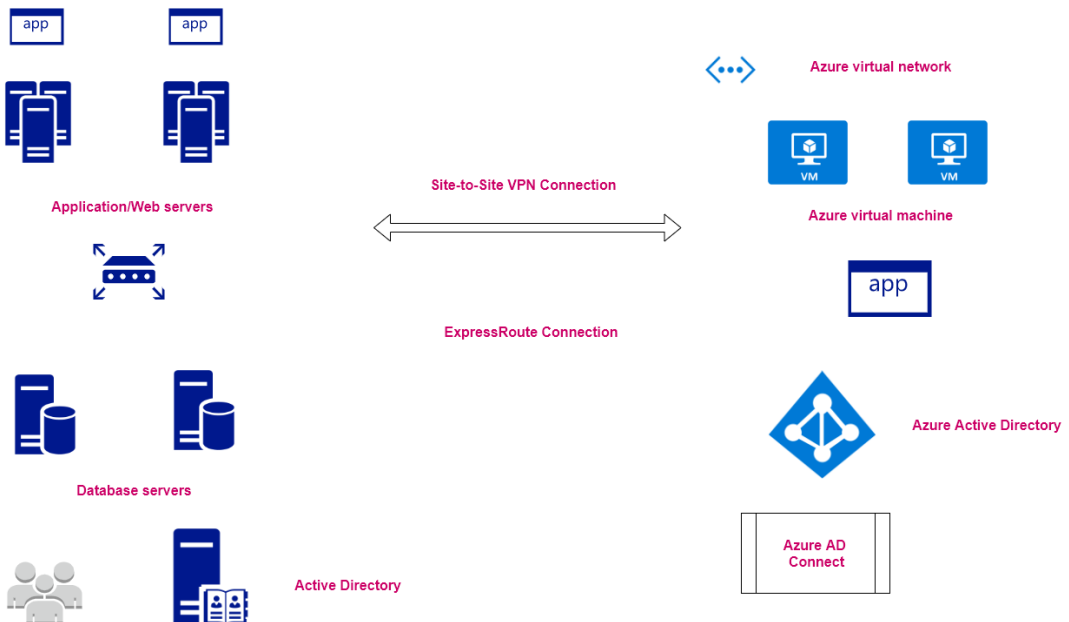 app
app
Azure virtual network
VM
VM
Site-to-Site VPN Connection
Application/Web servers
Azure virtual machine
app
ExpressRoute Connection
Azure Active Directory
Database servers
Azure AD
Connect
Active Directory